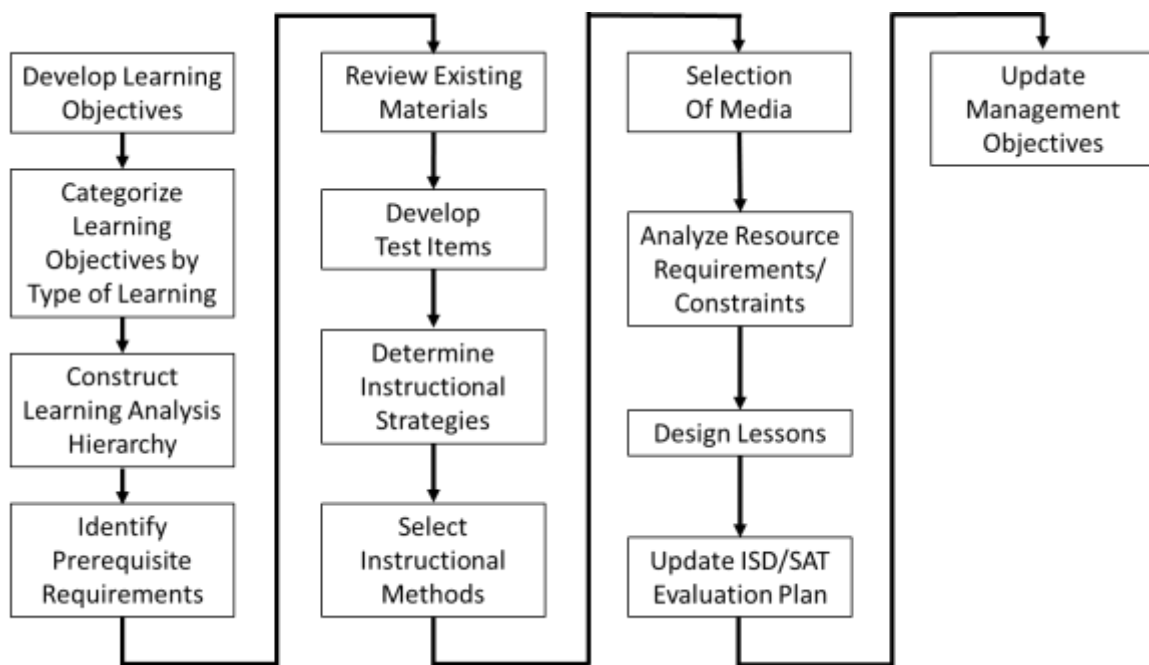 Develop Learning
Objectives
Categorize
Learning
Objectives by
Type of Learning
Construct
Learning Analysis
Hierarchy
Identify
Prerequisite
Requirements
Review Existing
Materials
Develop
Test Items
Determine
Instructional
Strategies
Select
Instructional
Methods
Selection
Of Media
Analyze Resource
Requirements/
Constraints
Design Lessons
Update ISD/SAT
Evaluation Plan
Update
Management
Objectives